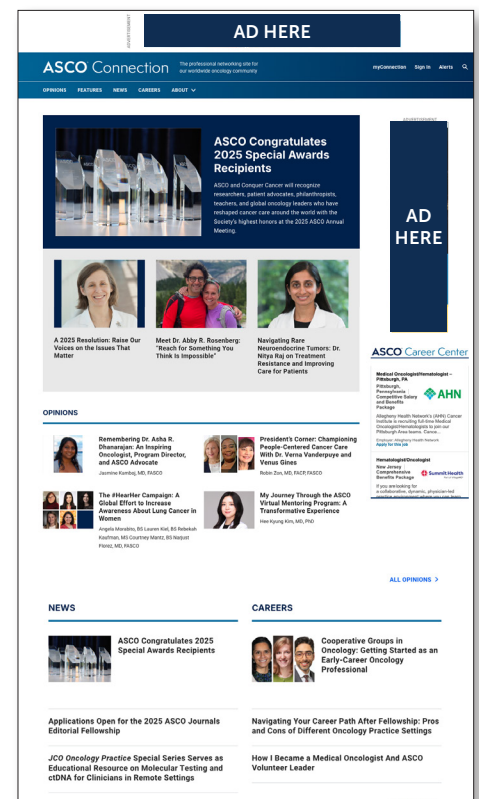 ADVERTISEMENT
AD HERE
ASCO Connection
The professional networking site for
our worldwide oncology community
myConnection Sign In Alerts
OPINIONS FEATURES NEWS CAREERS ABOUT
ASCO Congratulates
2025 Special Awards
Recipients
ASCO and Conquer Cancer will recognize
researchers, patient advocates, philanthropists,
teachers, and global oncology leaders who have
reshaped cancer care around the world with the
Society's highest honors at the 2025 ASCO Annual
Meeting.
A 2025 Resolution: Raise Our
Voices on the Issues That
Matter
Meet Dr. Abby R. Rosenberg:
"Reach for Something You
Think Is Impossible"
Navigating Rare
Neuroendocrine Tumors: Dr.
Nitya Raj on Treatment
Resistance and Improving
Care for Patients
ADVERTISEMENT
AD
HERE
ASCO Career Center
Medical Oncologist/Hematologist –
Pittsburgh, PA
Pittsburgh,
Pennsylvania
Competitive Salary
and Benefits
Package
AHN
Allegheny Health Network's (AHN) Cancer
Institute is recruiting full-time Medical
Oncologist/Hematologists to join our
Pittsburgh Area teams. Cance...
Employer: Allegheny Health Network
Apply for this job
Hematologist/Oncologist
New Jersey
Comprehensive
Benefits Package
Summit Health
If you are looking for
a collaborative, dynamic, physician-led
practice environment where you can learn
OPINIONS
Remembering Dr. Asha R.
Dhanarajan: An Inspiring
Oncologist, Program Director,
and ASCO Advocate
Jasmine Kamboj, MD, FASCO
President's Corner: Championing
People-Centered Cancer Care
With Dr. Verna Vanderpuye and
Venus Gines
Robin Zon, MD, FACP, FASCO
The #HearHer Campaign: A
Global Effort to Increase
Awareness About Lung Cancer in
Women
Angela Morabito, BS Lauren Kiel, BS Rebekah
Kaufman, MS Courtney Mantz, BS Narjust
Florez, MD, FASCO
My Journey Through the ASCO
Virtual Mentoring Program: A
Transformative Experience
Hee Kyung Kim, MD, PhD
ALL OPINIONS
NEWS
ASCO Congratulates 2025
Special Awards Recipients
Applications Open for the 2025 ASCO Journals
Editorial Fellowship
JCO Oncology Practice Special Series Serves as
Educational Resource on Molecular Testing and
ctDNA for Clinicians in Remote Settings
CAREERS
Cooperative Groups in
Oncology: Getting Started as an
Early-Career Oncology
Professional
Navigating Your Career Path After Fellowship: Pros
and Cons of Different Oncology Practice Settings
How I Became a Medical Oncologist And ASCO
Volunteer Leader